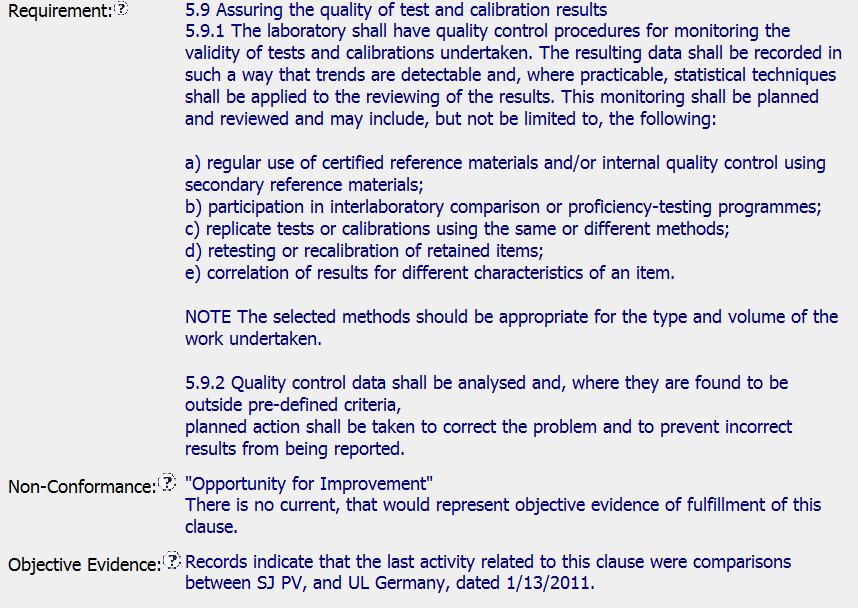 Requirement: 5.9 Assuring the quality of test and calibration results
5.9.1 The laboratory shall have quality control procedures for monitoring the
validity of tests and calibrations undertaken. The resulting data shall be recorded in
such a way that trends are detectable and, where practicable, statistical techniques
shall be applied to the reviewing of the results. This monitoring shall be planned
and reviewed and may include, but not be limited to, the following:
a) regular use of certified reference materials and/or internal quality control using
secondary reference materials;
b) participation in interlaboratory comparison or proficiency-testing programmes;
c) replicate tests or calibrations using the same or different methods;
d) retesting or recalibration of retained items;
e) correlation of results for different characteristics of an item.
NOTE The selected methods should be appropriate for the type and volume of the
work undertaken.
5.9.2 Quality control data shall be analysed and, where they are found to be
outside pre-defined criteria,
planned action shall be taken to correct the problem and to prevent incorrect
results from being reported.
Non-Conformance: "Opportunity for Improvement"
There is no current, that would represent objective evidence of fulfillment of this
clause.
Objective Evidence: Records indicate that the last activity related to this clause were comparisons
between SJ PV, and UL Germany, dated 1/13/2011.